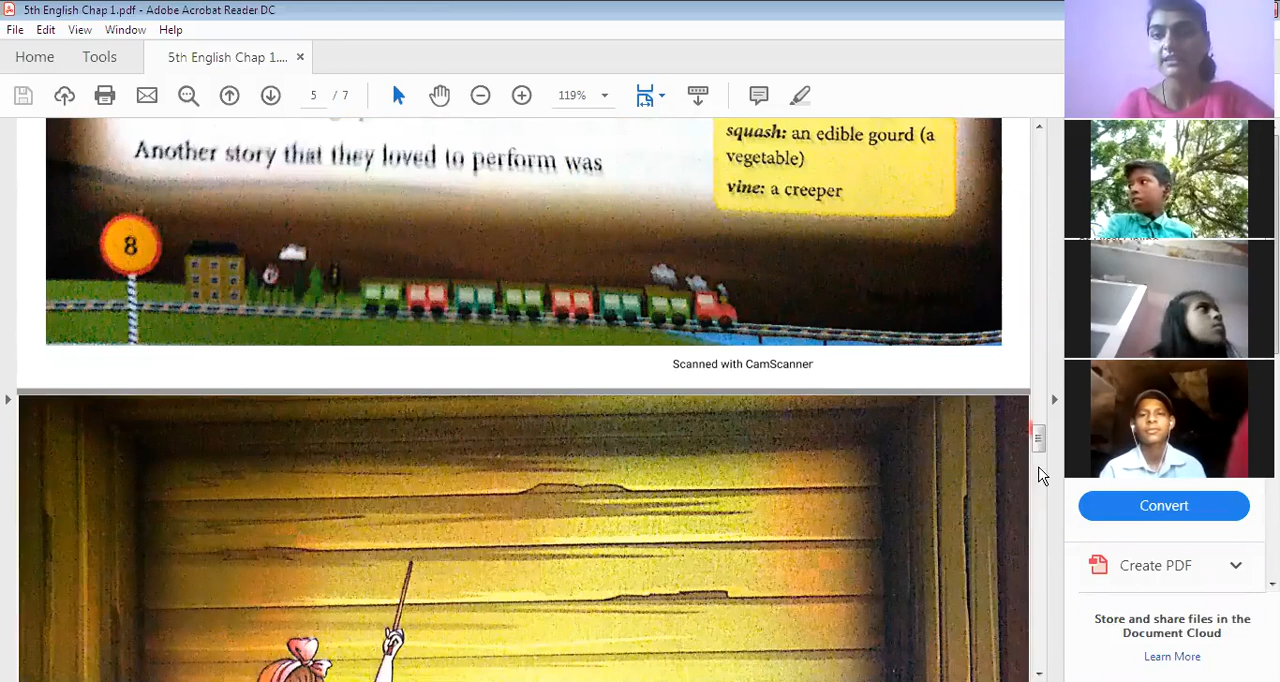 5th English Chap 1.pdf - Adobe Acrobat Reader DC
File Edit View Window Help
Home Tools 5th English Chap 1.... ×
5 / 7 119%
squash: an edible gourd (a
vegetable)
vine: a creeper
Another story that they loved to perform was
8
Scanned with CamScanner
Convert
Create PDF
Store and share files in the
Document Cloud
Learn More